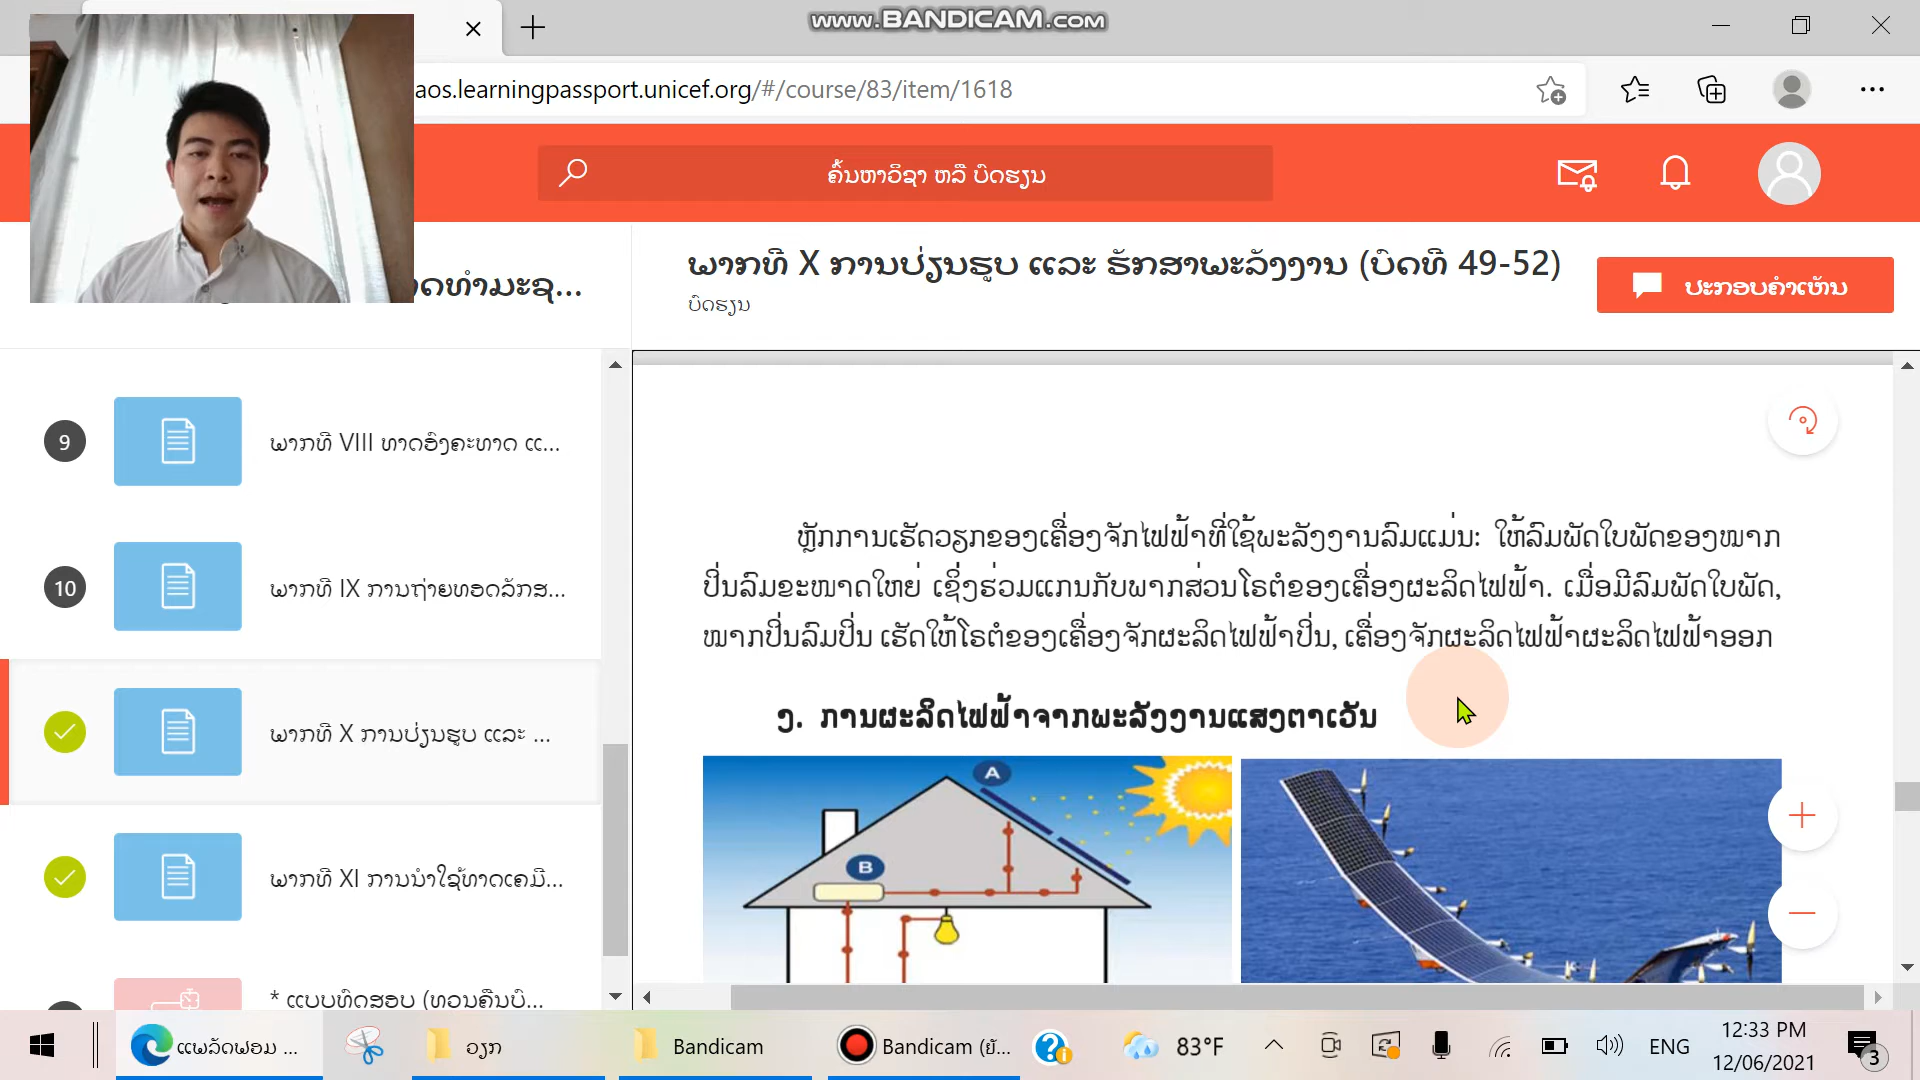 www.BANDICAM.com
aos.learningpassport.unicef.org/#/course/83/item/1618
ຄົ້ນຫາວິຊາ ຫລື ບົດຮຽນ
ພາກທີ X ການປ່ຽນຮູບ ແລະ ຮັກສາພະລັງງານ (ບົດທີ 49-52)
ບົດຮຽນ
ປະກອບຄຳເຫັນ
ດທຳມະຊ...
9
ພາກທີ VIII ທາດອົງຄະທາດ ແ...
10
ພາກທີ IX ການຖ່າຍທອດລັກສ...
ພາກທີ X ການປ່ຽນຮູບ ແລະ ...
ພາກທີ XI ການນຳໃຊ້ທາດເຄມີ...
* ແບບທົດສອບ (ທວນຄືນບົ...
ຫຼັກການເຮັດວຽກຂອງເຄື່ອງຈັກໄຟຟ້າທີ່ໃຊ້ພະລັງງານລົມແມ່ນ: ໃຫ້ລົມພັດໃບພັດຂອງໝາກ
ປິ່ນລົມຂະໜາດໃຫຍ່ ເຊິ່ງຮ່ວມແກນກັບພາກສ່ວນໂຣຕໍຂອງເຄື່ອງຜະລິດໄຟຟ້າ. ເມື່ອມີລົມພັດໃບພັດ,
ໝາກປິ່ນລົມປິ່ນ ເຮັດໃຫ້ໂຣຕໍຂອງເຄື່ອງຈັກຜະລິດໄຟຟ້າປິ່ນ, ເຄື່ອງຈັກຜະລິດໄຟຟ້າຜະລິດໄຟຟ້າອອກ
ງ. ການຜະລິດໄຟຟ້າຈາກພະລັງງານແສງຕາເວັນ
A
B
ແພລັດຟອມ ...
ວຽກ
Bandicam
Bandicam (ຍັ...
83°F
ENG
12:33 PM
12/06/2021
3